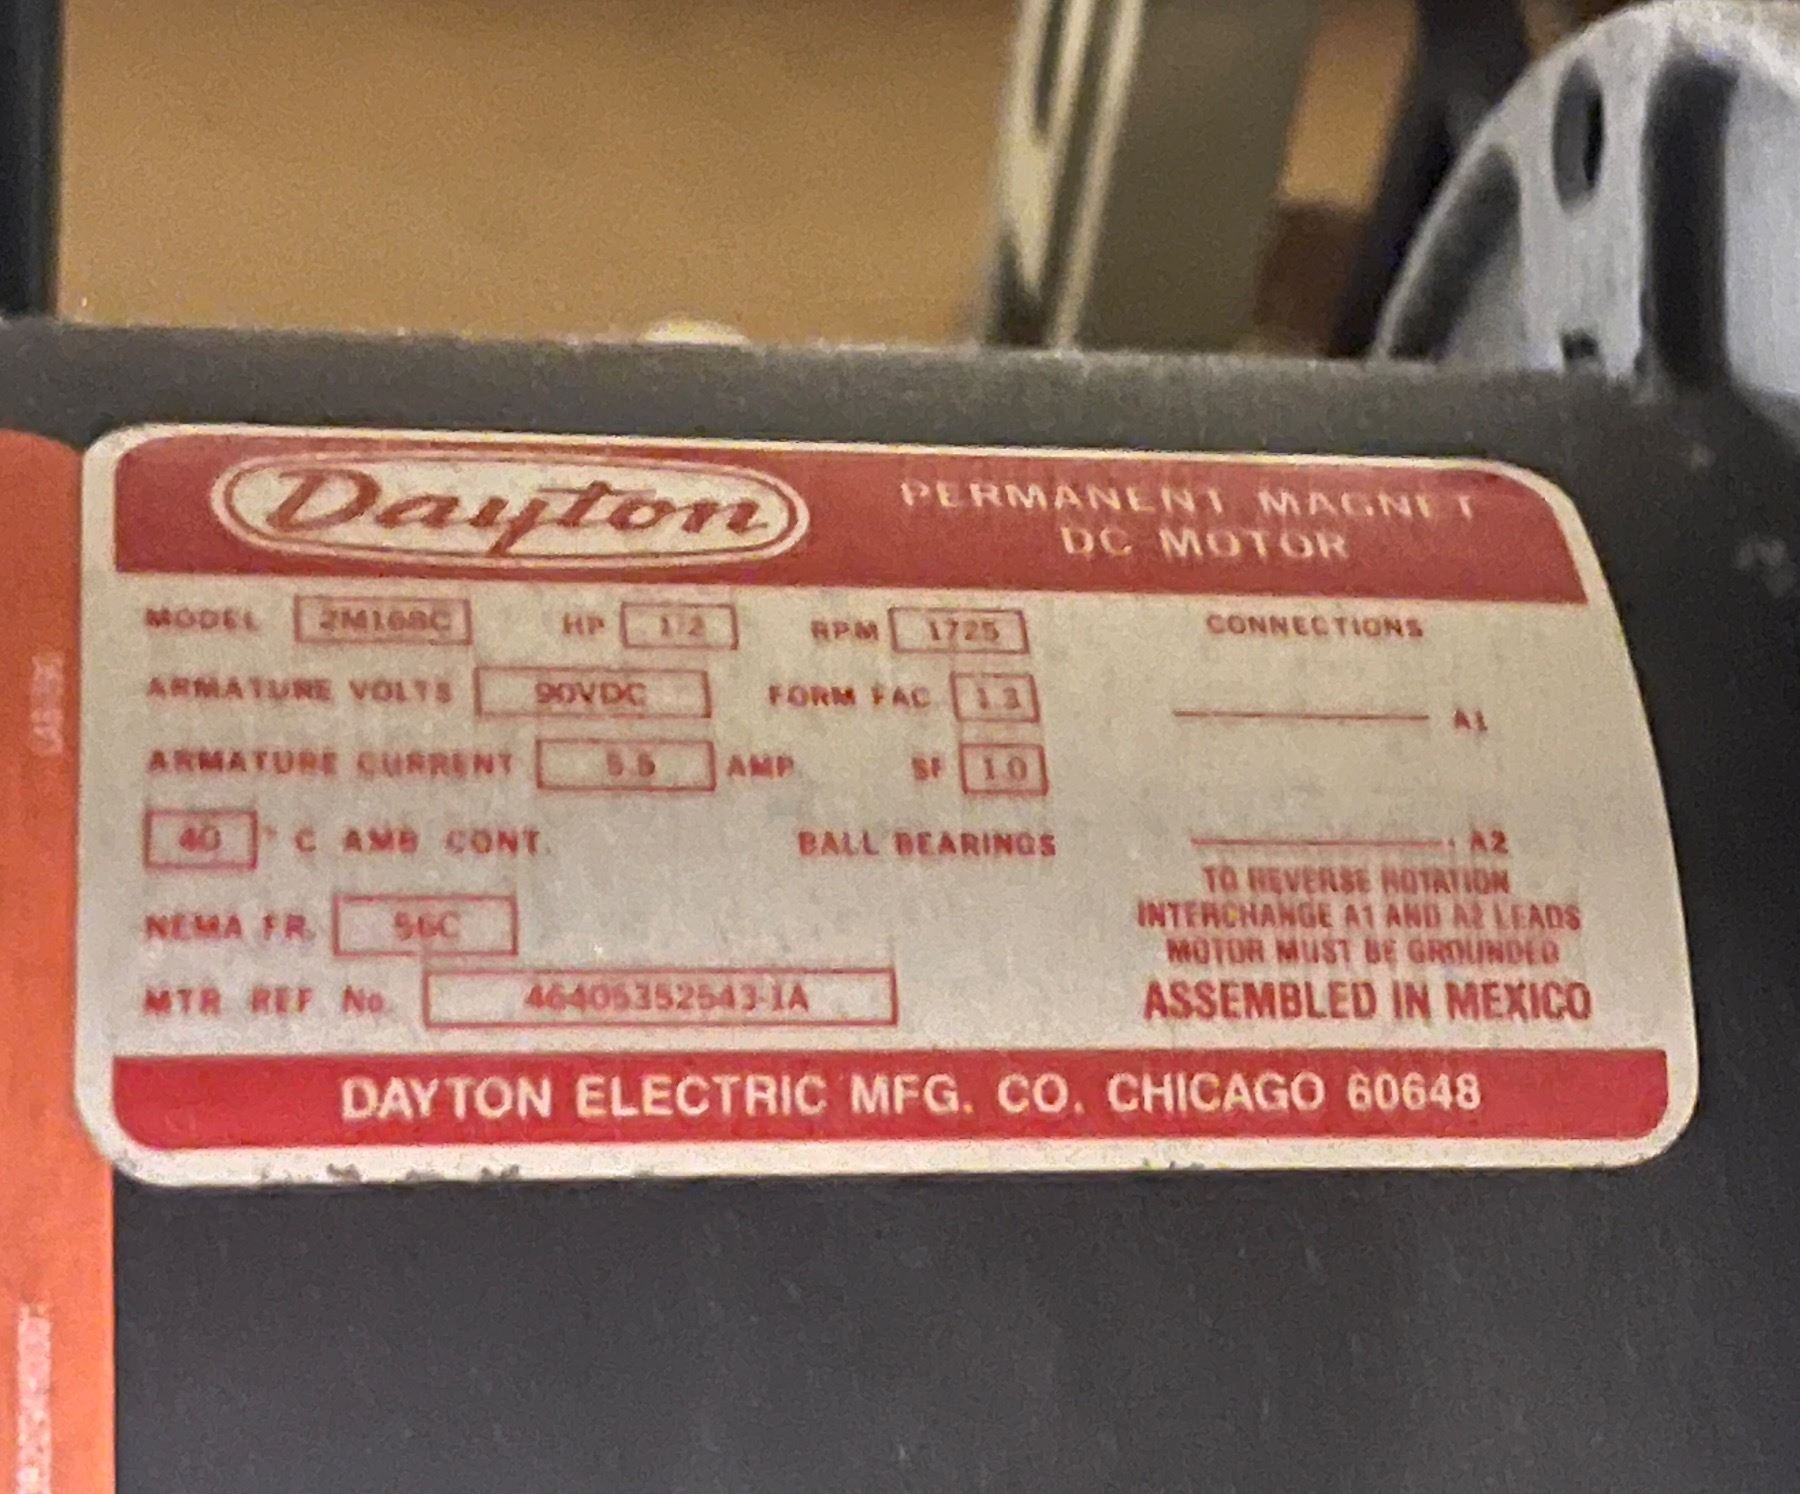 Dayton
PERMANENT MAGNET
DC MOTOR
MODEL 2M168C HP 1/2 RPM 1725
ARMATURE VOLTS 90VDC FORM FAC 1.3
ARMATURE CURRENT 5.5 AMP SF 1.0
40 ° C AMB CONT. BALL BEARINGS
NEMA FR. 56C
MTR REF No. 46405352543-1A
CONNECTIONS
A1
A2
TO REVERSE ROTATION
INTERCHANGE A1 AND A2 LEADS
MOTOR MUST BE GROUNDED
ASSEMBLED IN MEXICO
DAYTON ELECTRIC MFG. CO. CHICAGO 60648